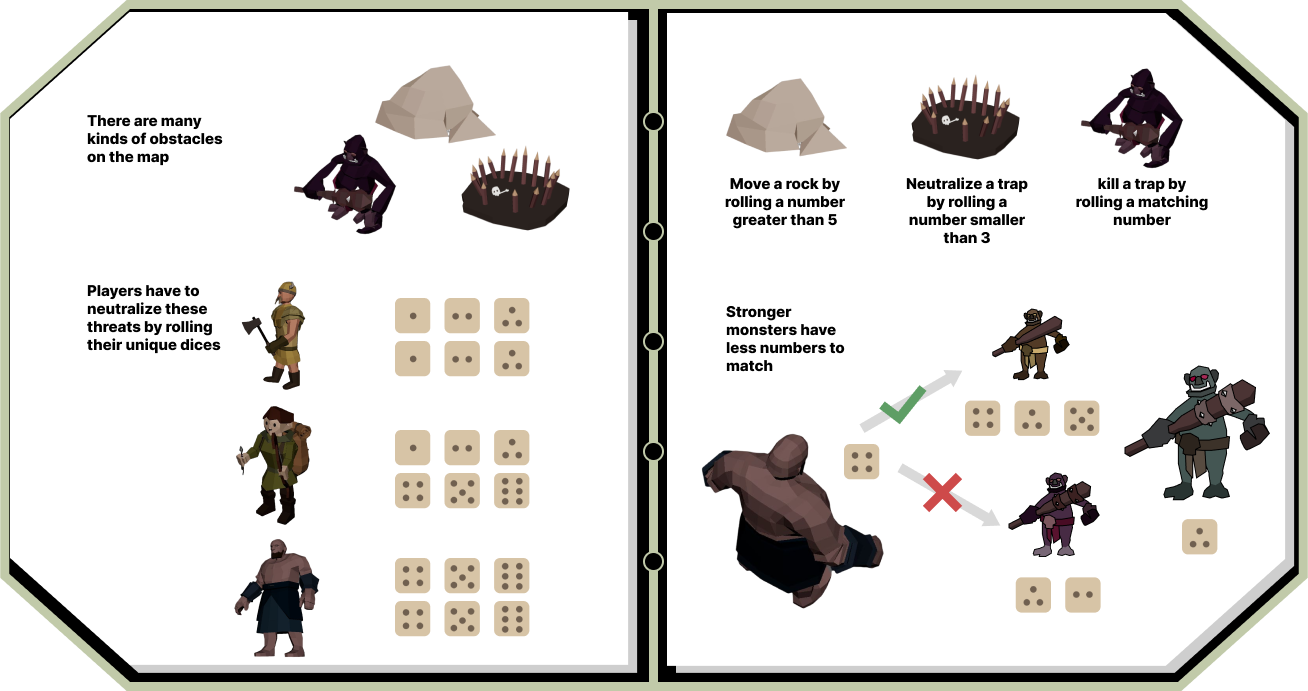 There are many
kinds of obstacles
on the map
Players have to
neutralize these
threats by rolling
their unique dices
Move a rock by
rolling a number
greater than 5
Neutralize a trap
by rolling a
number smaller
than 3
kill a trap by
rolling a matching
number
Stronger
monsters have
less numbers to
match